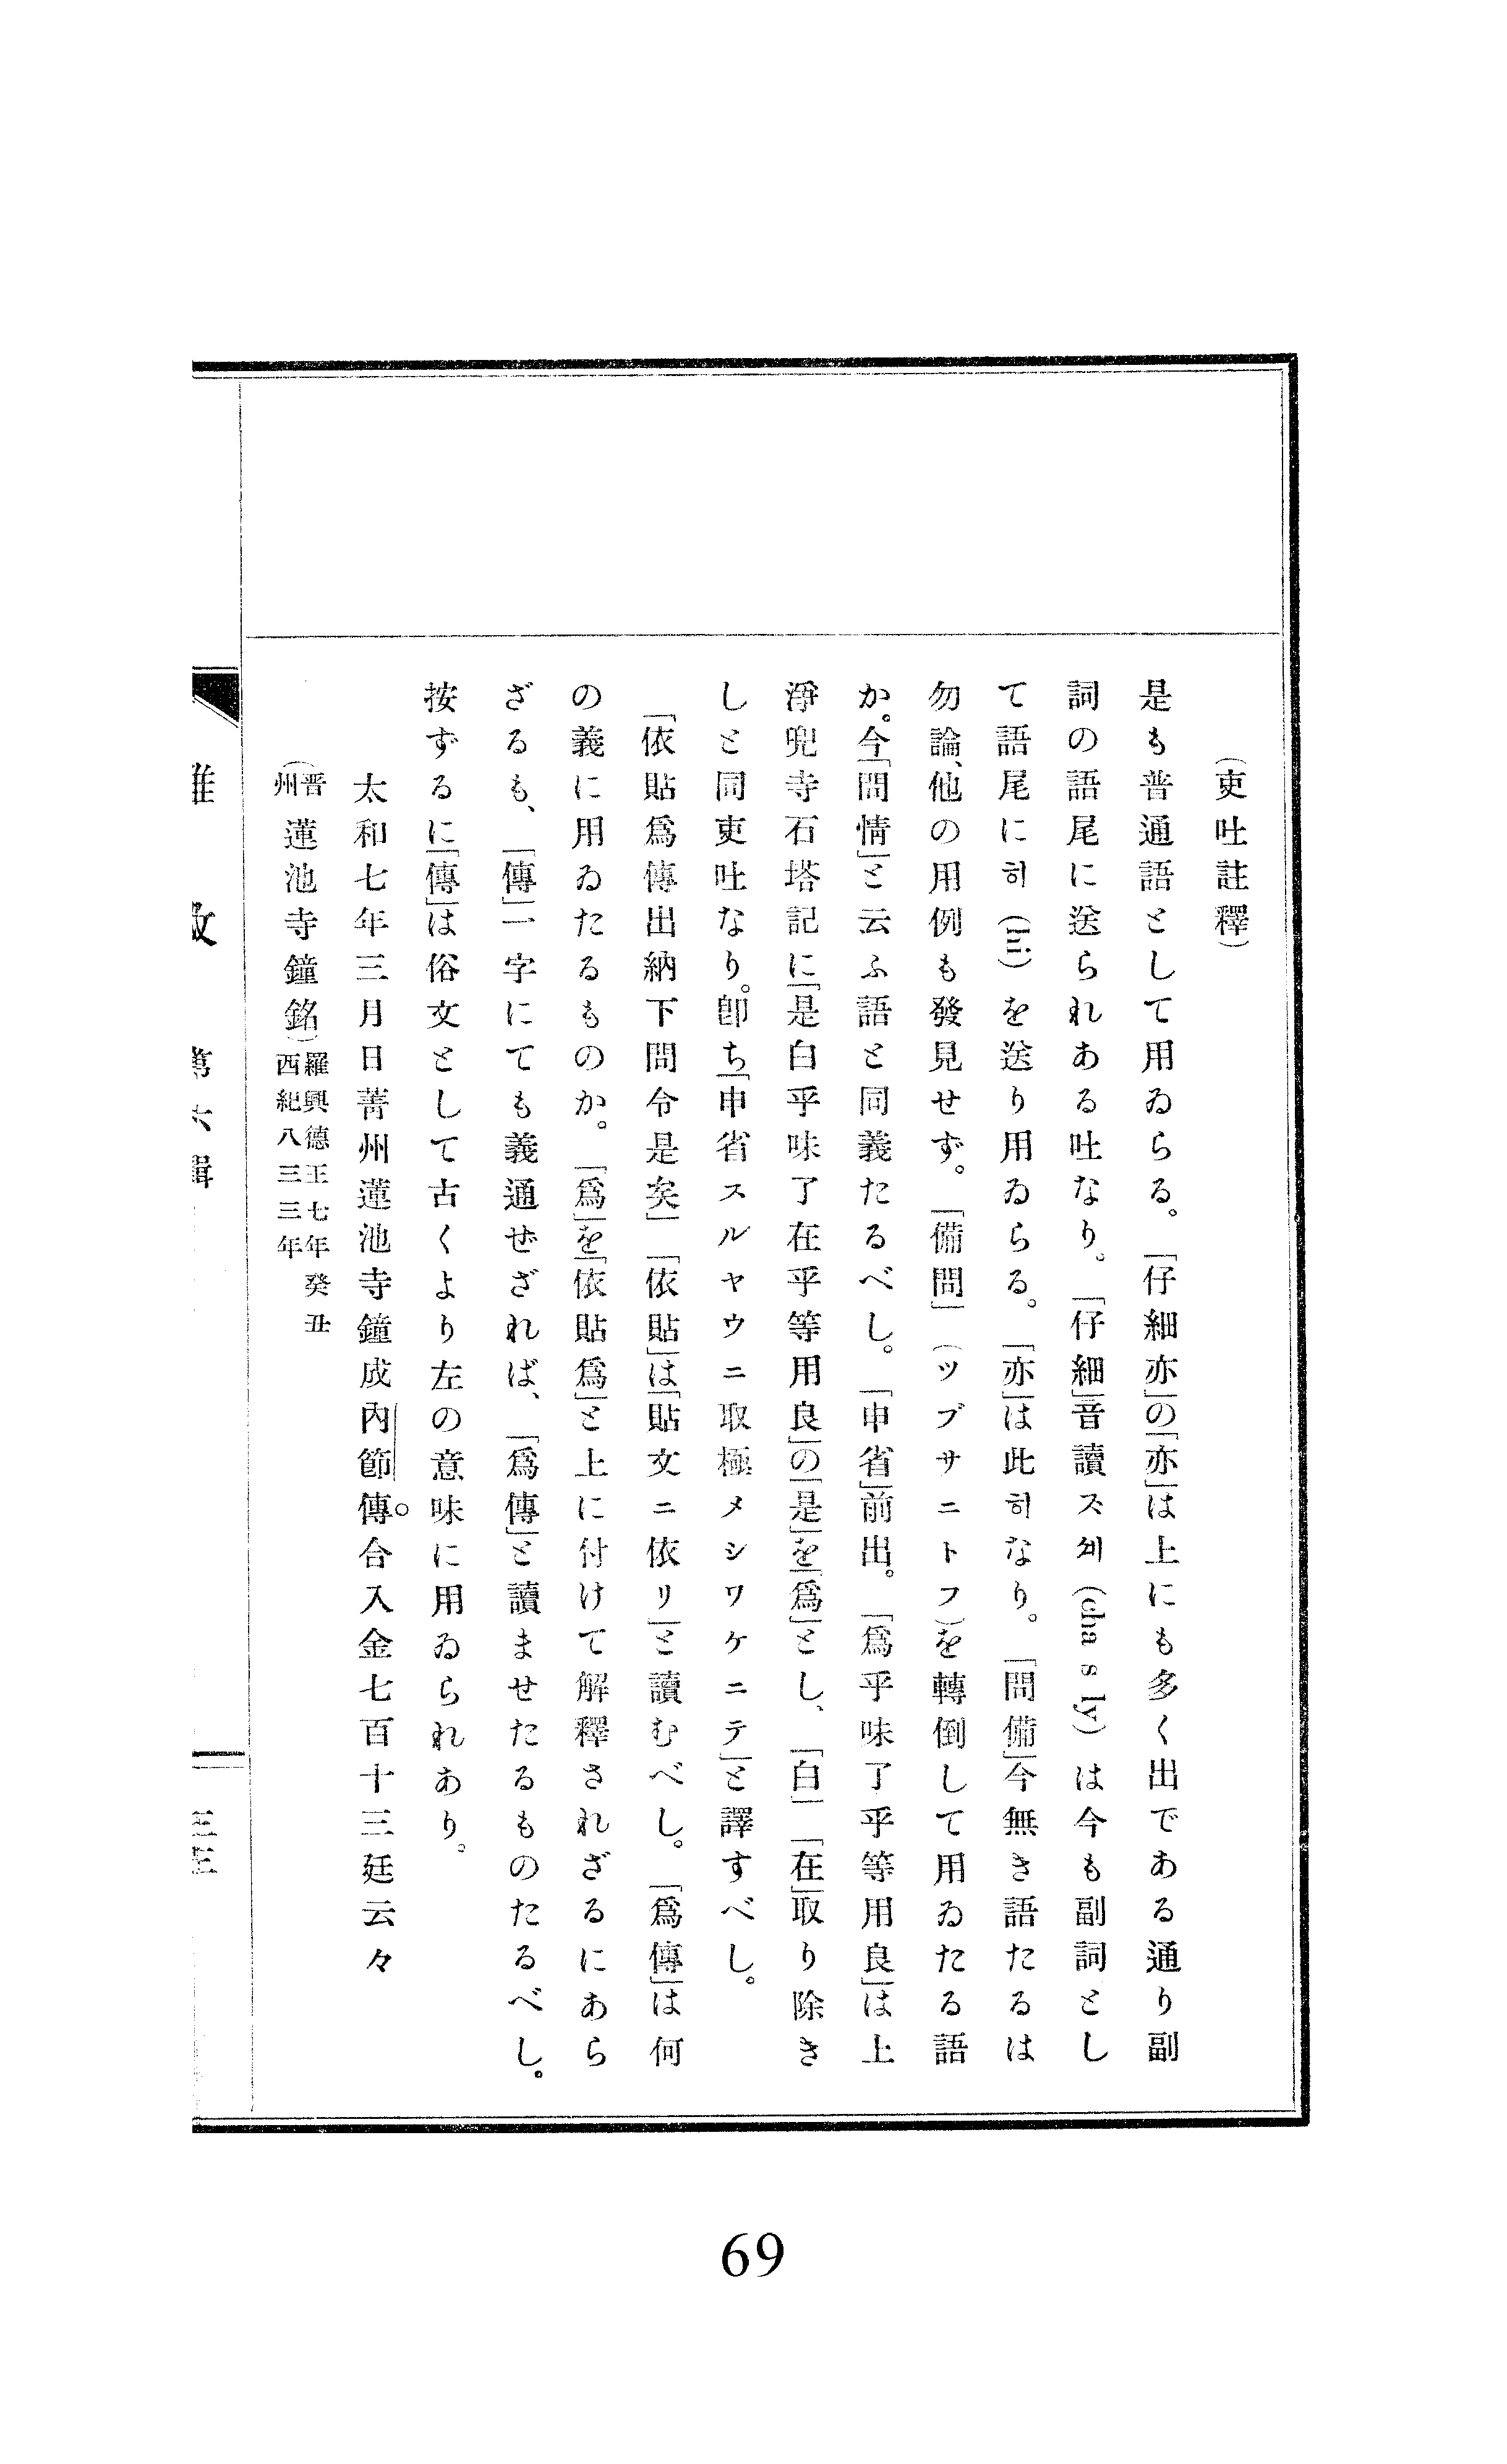 (吏吐註釋)
是も普通語として用ゐらる。「仔細亦」の「亦」は上にも多く出である通り副
詞の語尾に送られある吐なり。「仔細」音讀ス셰(cha s ly)は今も副詞とし
て語尾に히(hi)を送り用ゐらる。「亦」は此히なり。「問備」今無き語たるは
勿論、他の用例も發見せず。「備問」(ツブサニトフ)を轉倒して用ゐたる語
か。今「問情」と云ふ語と同義たるべし。「申省」前出。「爲乎味了乎等用良」は上
淨兜寺石塔記に「是白乎味了在乎等用良」の「是」を「爲」とし、「白」「在」取り除き
しと同吏吐なり。卽ち「申省スルヤウニ取極メシワケニテ」と譯すべし。
「依貼爲傳出納下問令是矣」「依貼」は「貼文ニ依リ」と讀むべし。「爲傳」は何
の義に用ゐたるものか。「爲」を「依貼爲」と上に付けて解釋されざるにあら
ざるも、「傳」一字にても義通ぜざれば、「爲傳」と讀ませたるものたるべし。
按ずるに「傳」は俗文として古くより左の意味に用ゐられあり。
太和七年三月日菁州蓮池寺鐘成內節傳。合入金七百十三廷云々
(晋州蓮池寺鐘銘)羅興德王七年癸丑
西紀八三三年
雜攷 第六輯
69